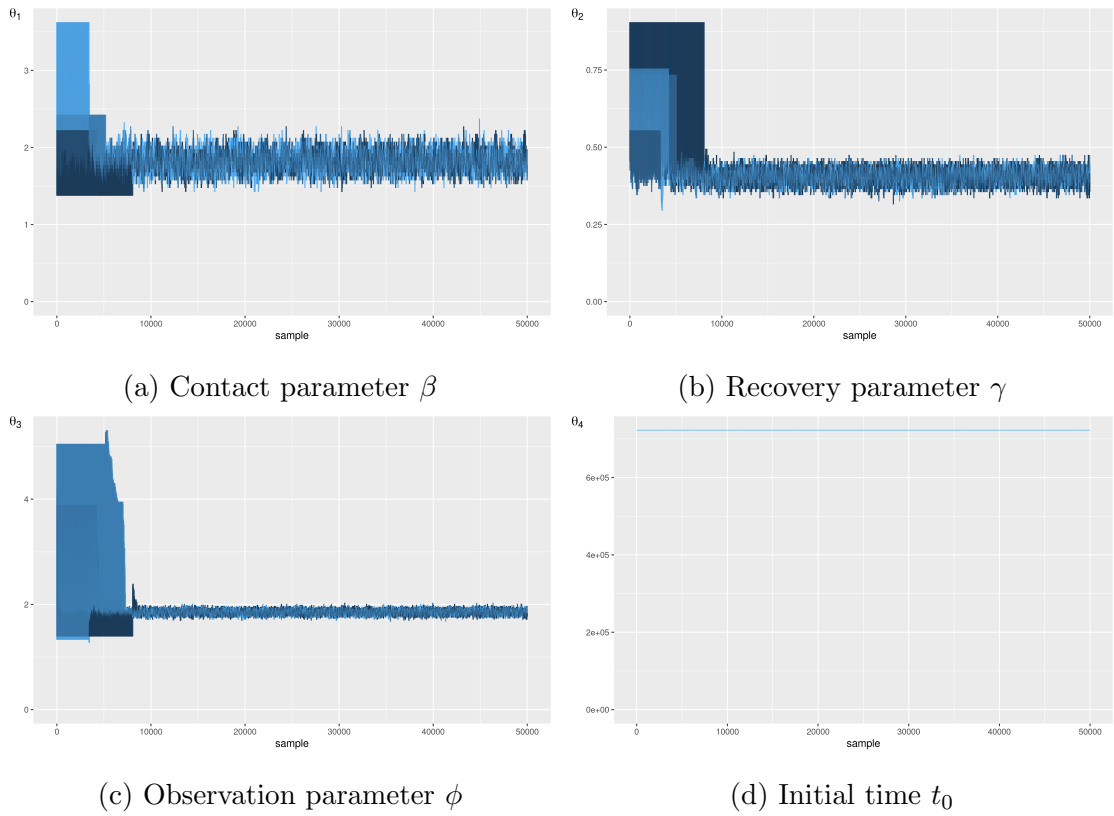 θ1
3
2
1
0
0
10000
20000
30000
40000
50000
sample
(a) Contact parameter β
θ2
0.75
0.50
0.25
0.00
0
10000
20000
30000
40000
50000
sample
(b) Recovery parameter γ
θ3
4
2
0
0
10000
20000
30000
40000
50000
sample
(c) Observation parameter ϕ
θ4
6e+05
4e+05
2e+05
0e+00
0
10000
20000
30000
40000
50000
sample
(d) Initial time t0